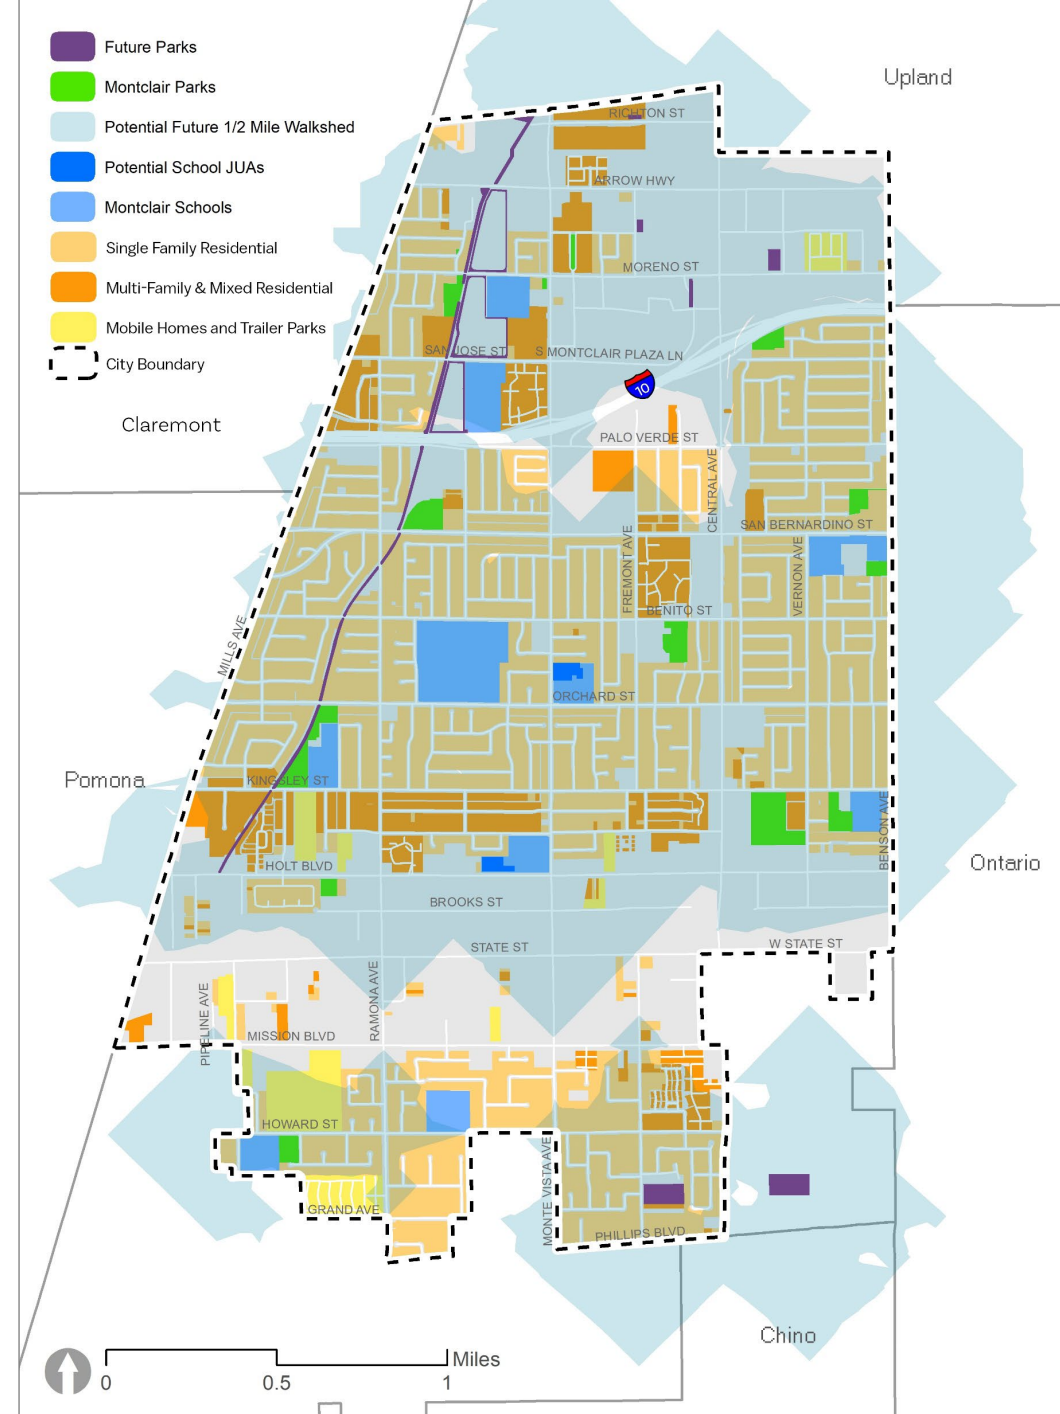 Future Parks
Montclair Parks
Potential Future 1/2 Mile Walkshed
Potential School JUAs
Montclair Schools
Single Family Residential
Multi-Family & Mixed Residential
Mobile Homes and Trailer Parks
City Boundary
Upland
RICHTON ST
ARROW HWY
MORENO ST
SAN JOSE ST
S MONTCLAIR PLAZA LN
10
Claremont
PALO VERDE ST
CENTRAL AVE
SAN BERNARDINO ST
FREMONT AVE
VERNON AVE
BENITO ST
MILLS AVE
ORCHARD ST
Pomona
KINGSLEY ST
BENSON AVE
HOLT BLVD
Ontario
BROOKS ST
STATE ST
W STATE ST
PIPELINE AVE
RAMONA AVE
MISSION BLVD
HOWARD ST
MONTE VISTA AVE
GRAND AVE
PHILLIPS BLVD
Chino
Miles
0 0.5 1